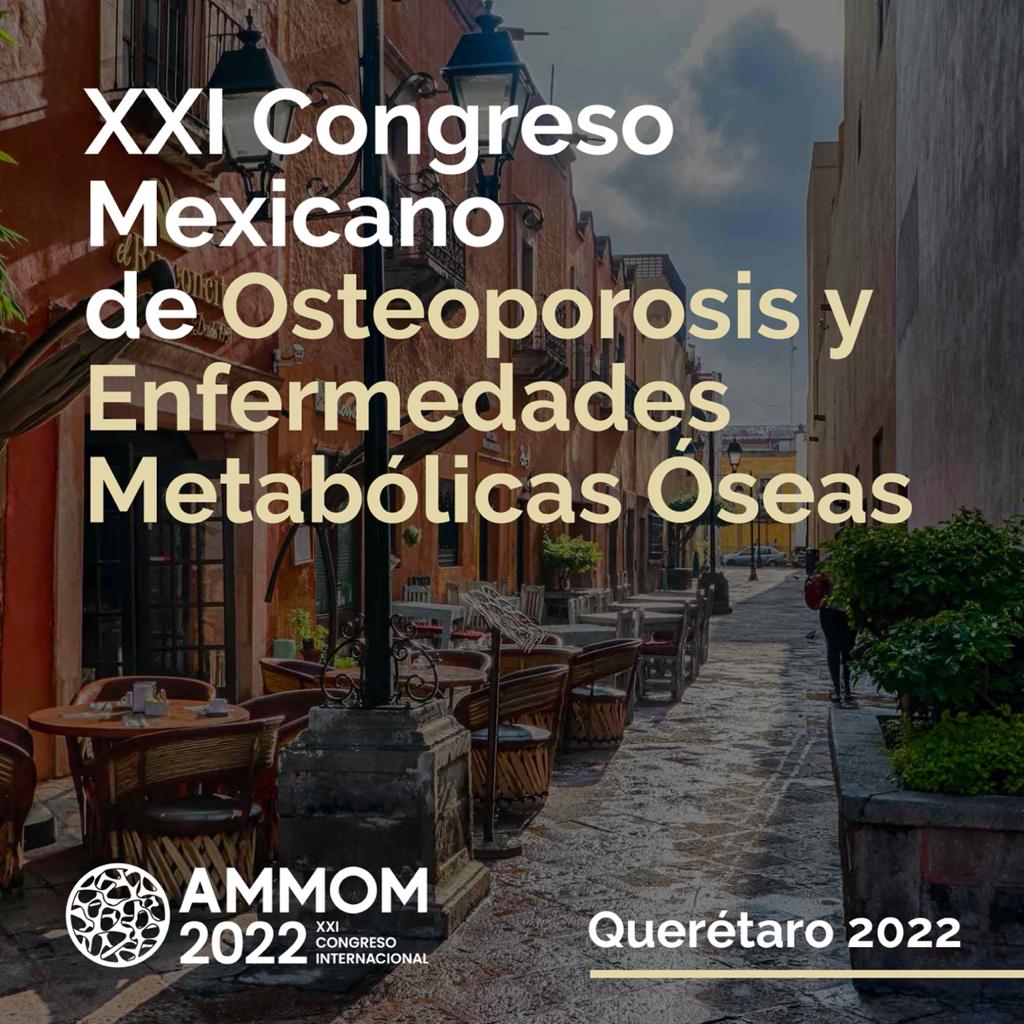 XXI Congreso
Mexicano
de Osteoporosis y
Enfermedades
Metabólicas Óseas
AMMOM
2022 XXI
CONGRESO
INTERNACIONAL
Querétaro 2022